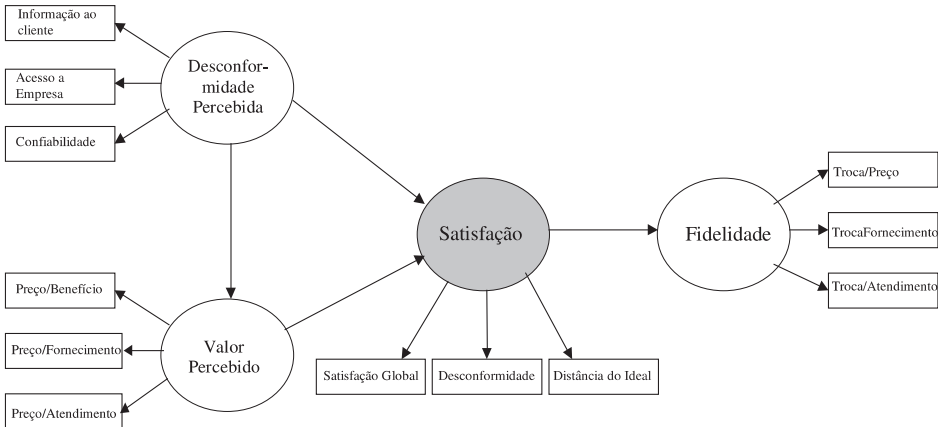 Informação ao
cliente
Acesso a
Empresa
Confiabilidade
Desconfor-
midade
Percebida
Satisfação
Fidelidade
Troca/Preço
TrocaFornecimento
Troca/Atendimento
Preço/Benefício
Preço/Fornecimento
Preço/Atendimento
Valor
Percebido
Satisfação Global
Desconformidade
Distância do Ideal